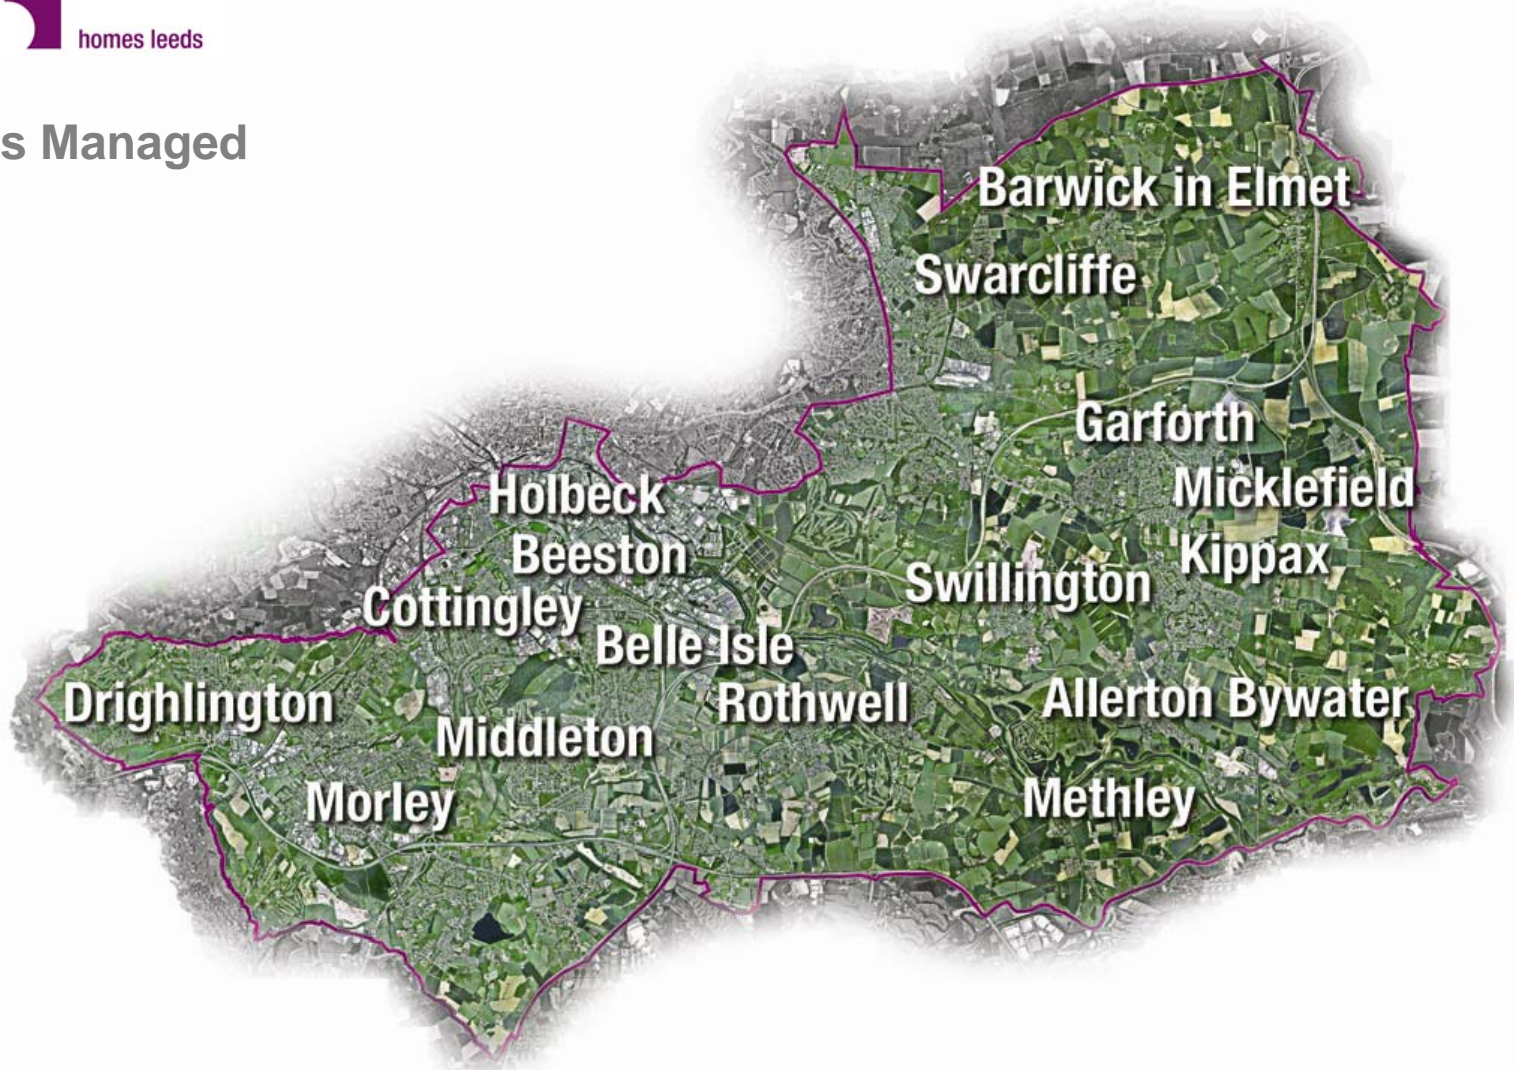 homes leeds
s Managed
Barwick in Elmet
Swarcliffe
Garforth
Micklefield
Holbeck
Beeston
Kippax
Swillington
Cottingley
Belle Isle
Drighlington
Rothwell
Allerton Bywater
Middleton
Morley
Methley